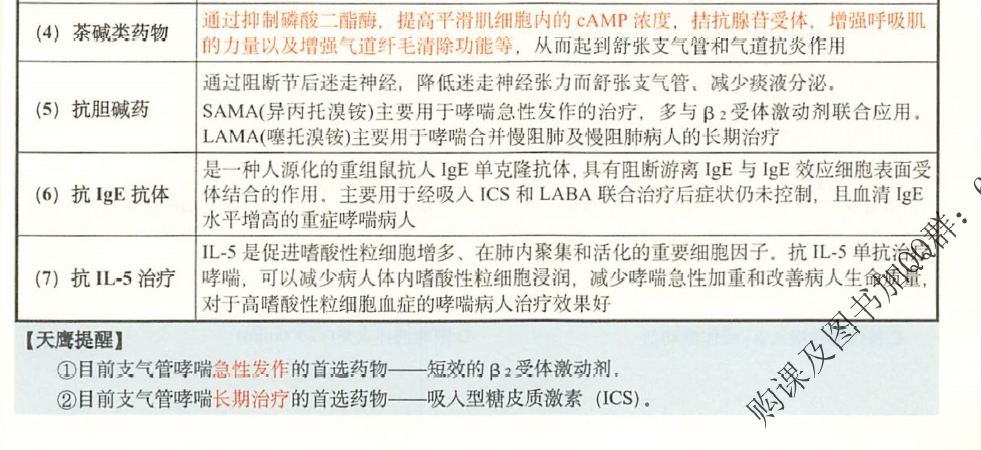 (4) 茶碱类药物
通过抑制磷酸二酯酶，提高平滑肌细胞内的 cAMP 浓度，拮抗腺苷受体，增强呼吸肌
的力量以及增强气道纤毛清除功能等，从而起到舒张支气管和气道抗炎作用
(5) 抗胆碱药
通过阻断节后迷走神经，降低迷走神经张力而舒张支气管、减少痰液分泌。
SAMA(异丙托溴铵)主要用于哮喘急性发作的治疗，多与β₂受体激动剂联合应用。
LAMA(噻托溴铵)主要用于哮喘合并慢阻肺及慢阻肺病人的长期治疗
(6) 抗 IgE 抗体
是一种人源化的重组鼠抗人 IgE 单克隆抗体,具有阻断游离 IgE 与 IgE 效应细胞表面受
体结合的作用。主要用于经吸入 ICS 和 LABA 联合治疗后症状仍未控制，且血清 IgE
水平增高的重症哮喘病人
(7) 抗 IL-5 治疗
IL-5 是促进嗜酸性粒细胞增多、在肺内聚集和活化的重要细胞因子。抗 IL-5 单抗治疗
哮喘，可以减少病人体内嗜酸性粒细胞浸润，减少哮喘急性加重和改善病人生命质量，
对于高嗜酸性粒细胞血症的哮喘病人治疗效果好
【天鹰提醒】
①目前支气管哮喘急性发作的首选药物——短效的β₂受体激动剂。
②目前支气管哮喘长期治疗的首选药物——吸入型糖皮质激素（ICS）。
购课及图书加QQ群：